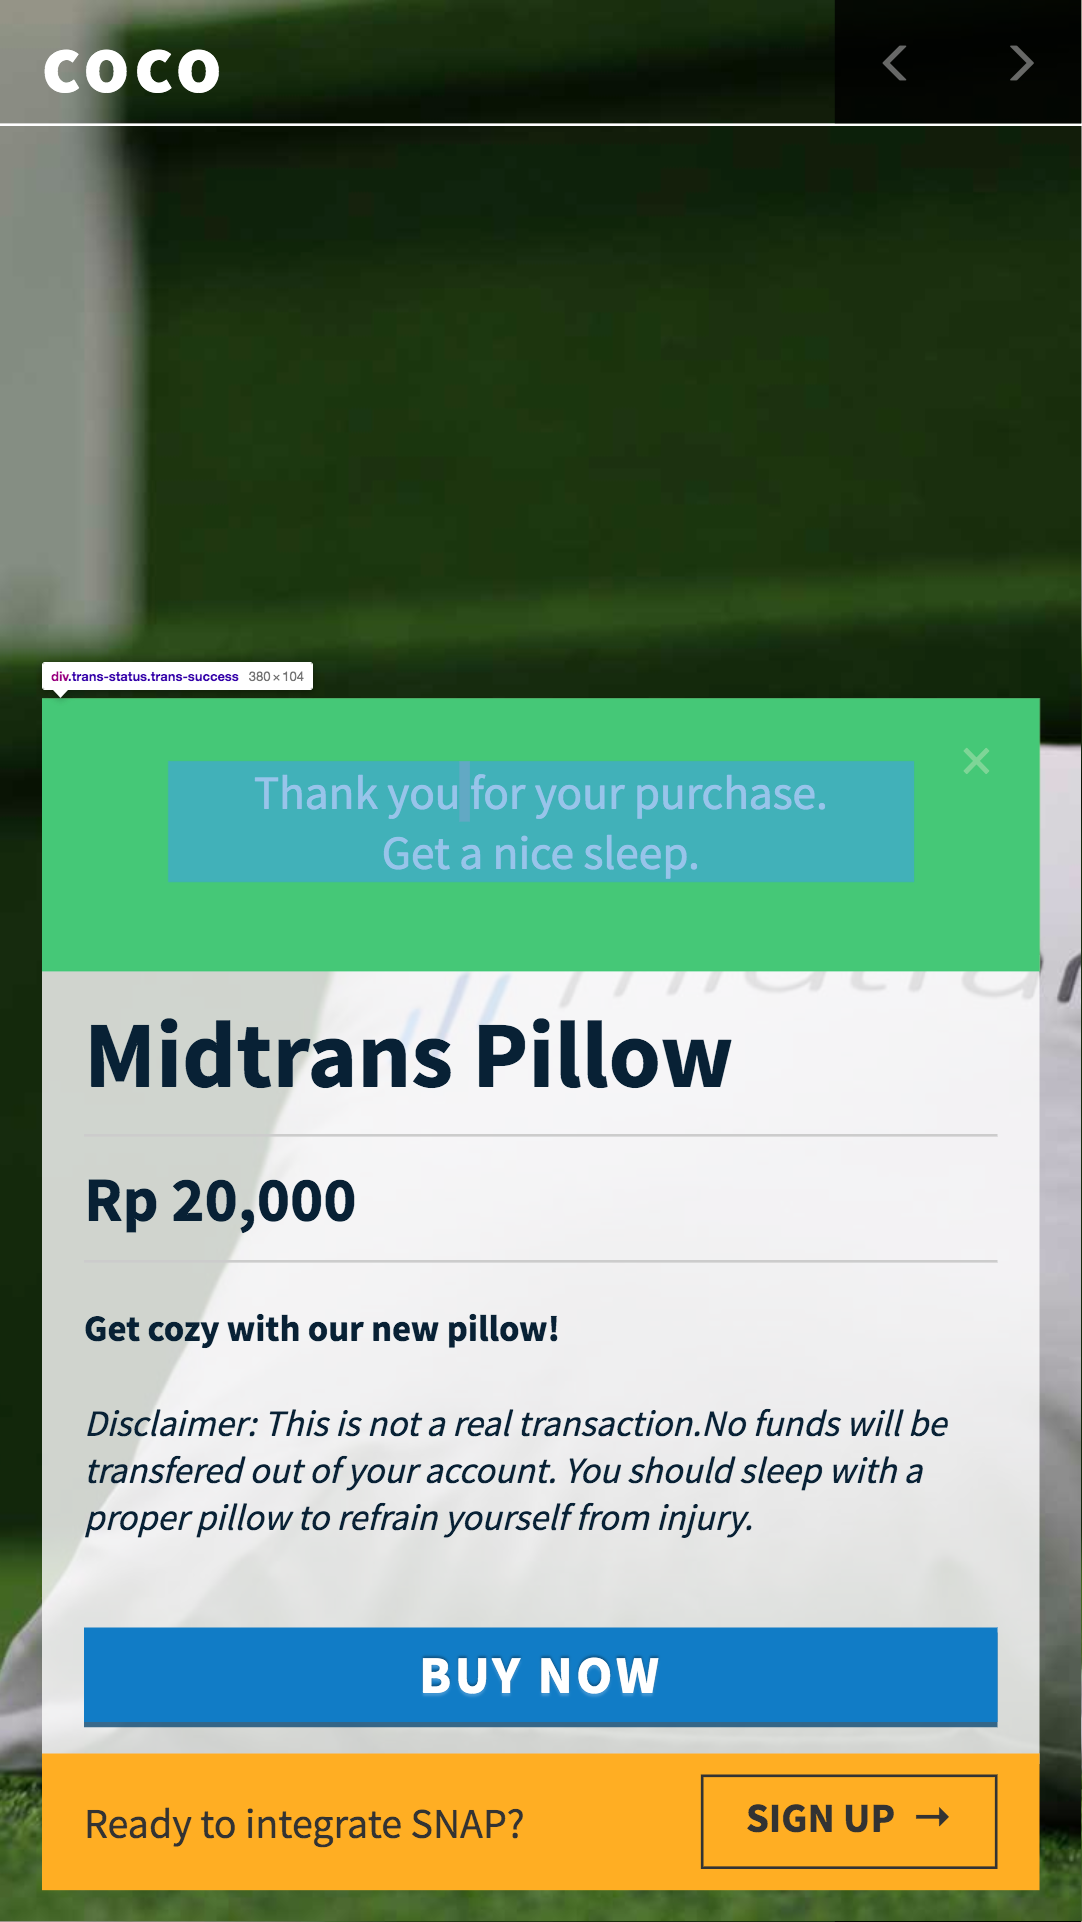 COCO
div.trans-status.trans-success 380 × 104
Thank you for your purchase.
Get a nice sleep.
Midtrans Pillow
Rp 20,000
Get cozy with our new pillow!
Disclaimer: This is not a real transaction.No funds will be
transfered out of your account. You should sleep with a
proper pillow to refrain yourself from injury.
BUY NOW
Ready to integrate SNAP?
SIGN UP →